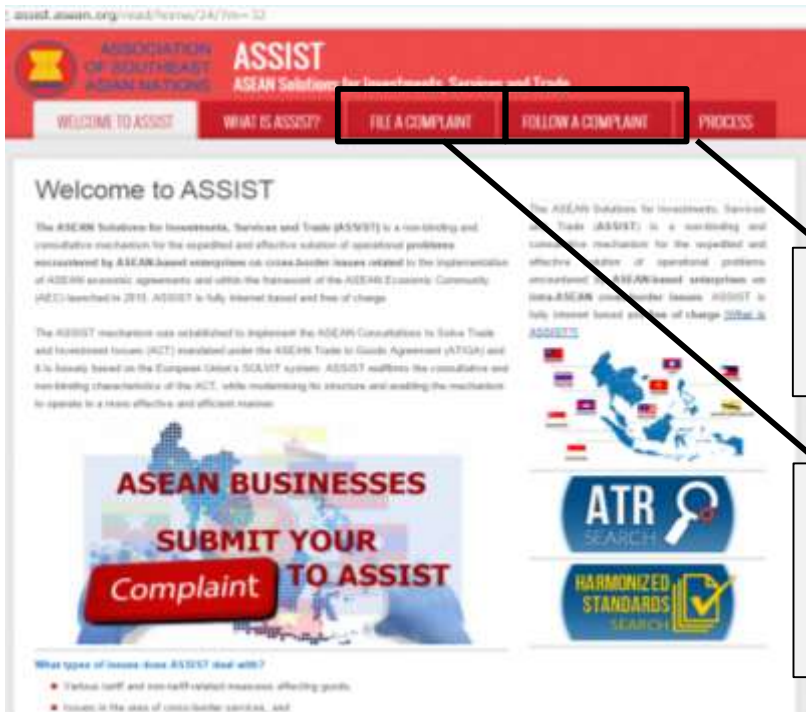 assist.asean.org/read/home/24/?m=32
ASSOCIATION
OF SOUTHEAST
ASIAN NATIONS
ASSIST
ASEAN Solutions for Investments, Services and Trade
WELCOME TO ASSIST
WHAT IS ASSIST?
FILE A COMPLAINT
FOLLOW A COMPLAINT
PROCESS
Welcome to ASSIST
The ASEAN Solutions for Investments, Services and Trade (ASSIST) is a non-binding and
consultative mechanism for the expedited and effective solution of operational problems
encountered by ASEAN-based enterprises on cross-border issues related to the implementation
of ASEAN economic agreements and within the framework of the ASEAN Economic Community
(AEC) launched in 2015. ASSIST is fully internet based and free of charge.
The ASSIST mechanism was established to implement the ASEAN Consultations to Solve Trade
and Investment Issues (ACT) mandated under the ASEAN Trade in Goods Agreement (ATIGA) and
it is loosely based on the European Union's SOLVIT system. ASSIST reaffirms the consultative and
non-binding characteristics of the ACT, while modernising its structure and enabling the mechanism
to operate in a more effective and efficient manner.
ASEAN BUSINESSES
SUBMIT YOUR
Complaint TO ASSIST
What types of issues does ASSIST deal with?
Various tariff and non-tariff-related measures affecting goods,
Issues in the area of cross-border services, and
The ASEAN Solutions for Investments, Services
and Trade (ASSIST) is a non-binding and
consultative mechanism for the expedited and
effective solution of operational problems
encountered by ASEAN-based enterprises on
intra-ASEAN cross-border issues. ASSIST is
fully internet based and free of charge [What is
ASSIST?]
ATR
SEARCH
HARMONIZED
STANDARDS
SEARCH